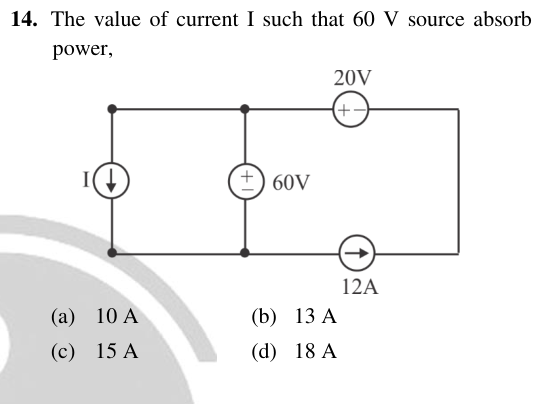 14. The value of current I such that 60 V source absorb
power,
20V
+ −
I
+
−
60V
12A
(a) 10 A (b) 13 A
(c) 15 A (d) 18 A